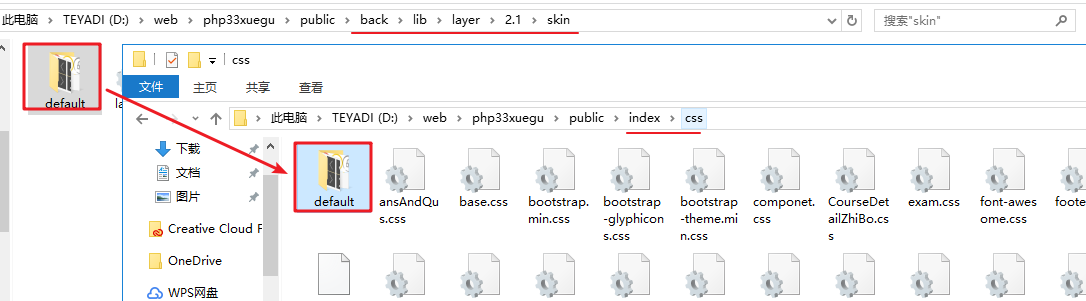 此电脑 › TEYADI (D:) › web › php33xuegu › public › back › lib › layer › 2.1 › skin
搜索"skin"
default
css
文件 主页 共享 查看
此电脑 › TEYADI (D:) › web › php33xuegu › public › index › css
下载
文档
图片
Creative Cloud F
OneDrive
WPS网盘
default
ansAndQus.css
base.css
bootstrap.min.css
bootstrap-glyphicons.css
bootstrap-theme.min.css
componet.css
CourseDetailZhiBo.css
exam.css
font-awesome.css
foote